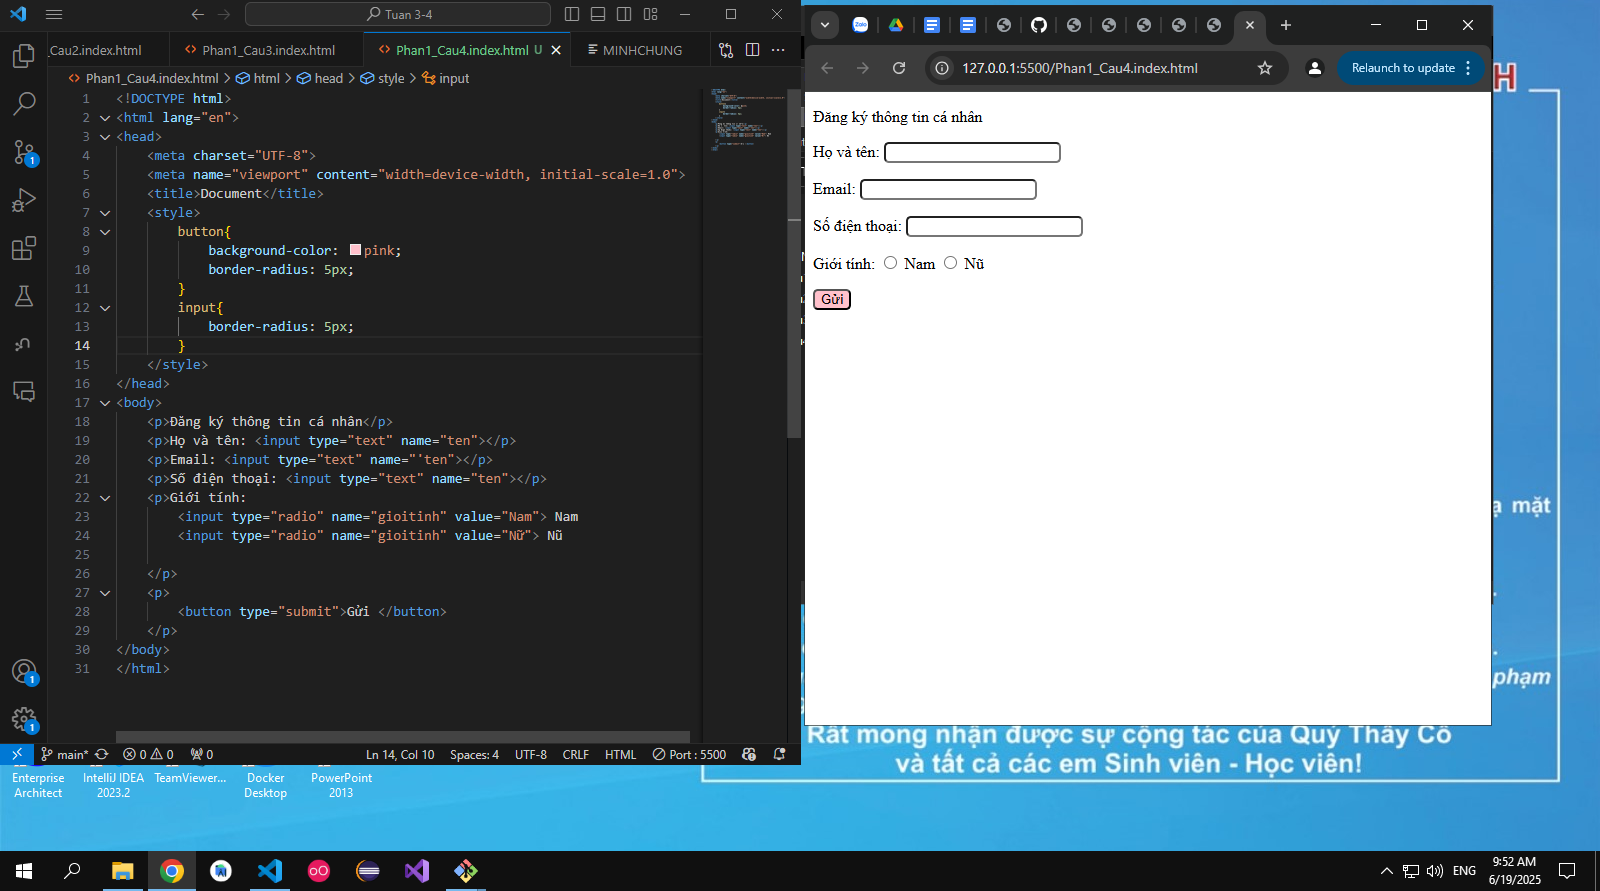 Tuan 3-4
_Cau2.index.html
Phan1_Cau3.index.html
Phan1_Cau4.index.html U
MINHCHUNG
Phan1_Cau4.index.html > html > head > style > input
1 <!DOCTYPE html>
2 <html lang="en">
3 <head>
4 <meta charset="UTF-8">
5 <meta name="viewport" content="width=device-width, initial-scale=1.0">
6 <title>Document</title>
7 <style>
8 button{
9 background-color: pink;
10 border-radius: 5px;
11 }
12 input{
13 border-radius: 5px;
14 }
15 </style>
16 </head>
17 <body>
18 <p>Đăng ký thông tin cá nhân</p>
19 <p>Họ và tên: <input type="text" name="ten"></p>
20 <p>Email: <input type="text" name="'ten"></p>
21 <p>Số điện thoại: <input type="text" name="ten"></p>
22 <p>Giới tính:
23 <input type="radio" name="gioitinh" value="Nam"> Nam
24 <input type="radio" name="gioitinh" value="Nữ"> Nũ
25
26 </p>
27 <p>
28 <button type="submit">Gửi </button>
29 </p>
30 </body>
31 </html>
1
1
1
main*
0 0
0
Ln 14, Col 10
Spaces: 4
UTF-8
CRLF
HTML
Port : 5500
Zalo
127.0.0.1:5500/Phan1_Cau4.index.html
Relaunch to update
Đăng ký thông tin cá nhân
Họ và tên:
Email:
Số điện thoại:
Giới tính: Nam Nũ
Gửi
H
mặt
phạm
Rất mong nhận được sự cộng tác của Quý Thầy Cô
và tất cả các em Sinh viên - Học viên!
Enterprise Architect
IntelliJ IDEA 2023.2
TeamViewer...
Docker Desktop
PowerPoint 2013
ENG
9:52 AM
6/19/2025